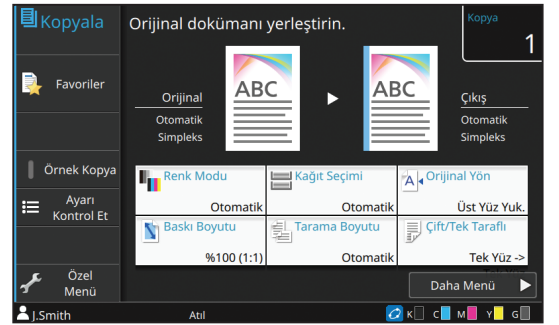 Kopyala
Orijinal dokümanı yerleştirin.
Kopya
1
Favoriler
Örnek Kopya
Ayarı
Kontrol Et
Özel
Menü
Orijinal
Otomatik
Simpleks
ABC
ABC
Çıkış
Otomatik
Simpleks
Renk Modu
Otomatik
Kağıt Seçimi
Otomatik
A
Orijinal Yön
Üst Yüz Yuk.
Baskı Boyutu
%100 (1:1)
Tarama Boyutu
Otomatik
Çift/Tek Taraflı
Tek Yüz ->
Daha Menü
J.Smith
Atıl
K C M Y G